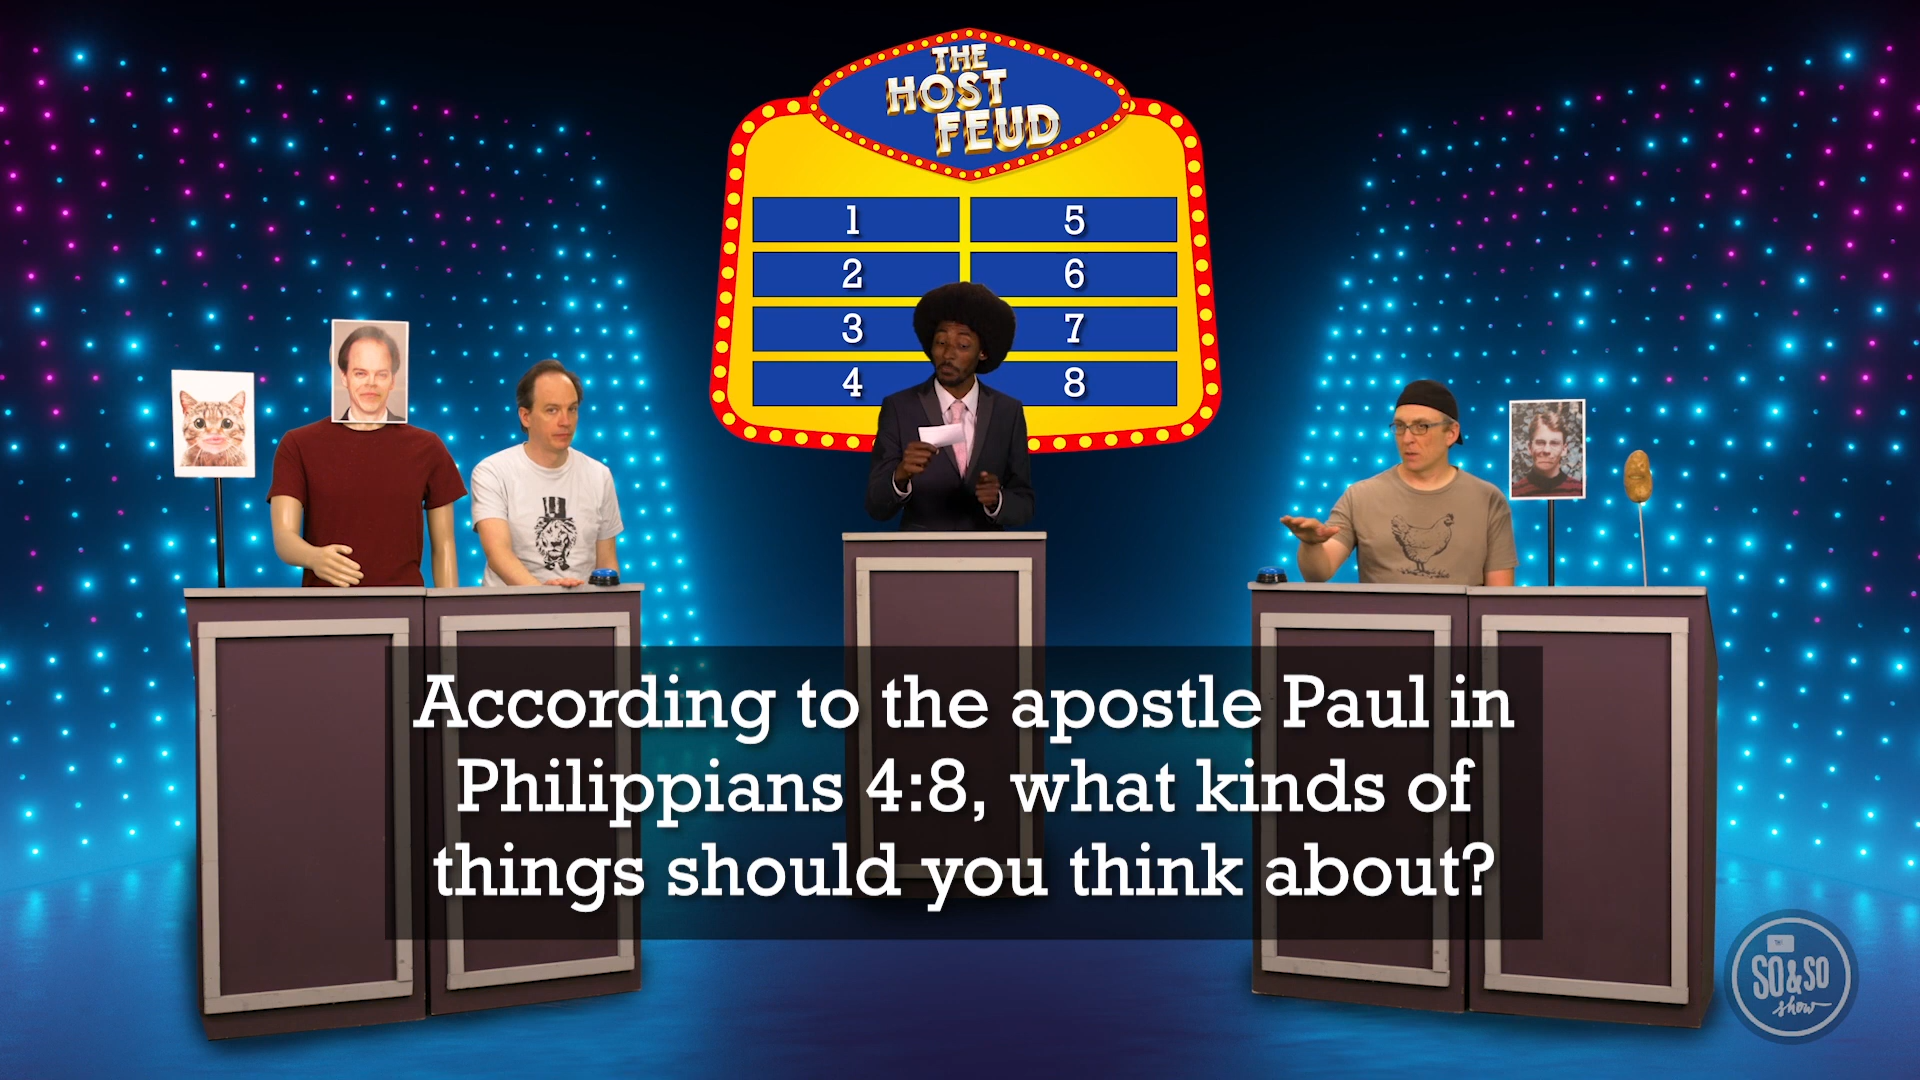 THE
HOST
FEUD
1
5
2
6
3
7
4
8
According to the apostle Paul in
Philippians 4:8, what kinds of
things should you think about?
SO&SO
show